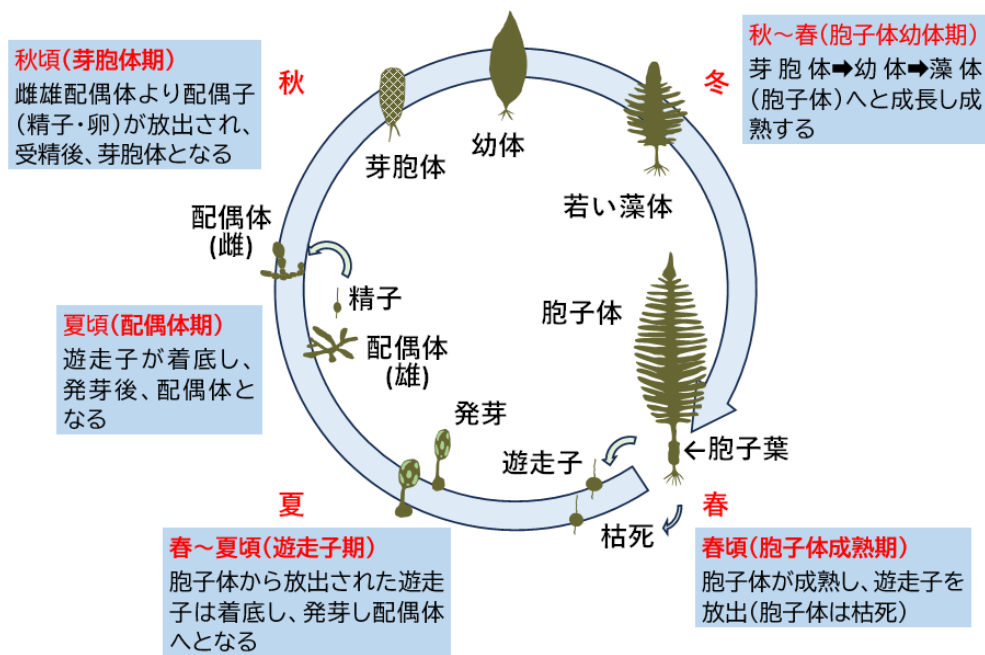 秋頃(芽胞体期)
雌雄配偶体より配偶子
(精子・卵)が放出され、
受精後、芽胞体となる
秋
芽胞体
幼体
冬
秋～春(胞子体幼体期)
芽胞体➡幼体➡藻体
(胞子体)へと成長し成
熟する
若い藻体
配偶体
(雌)
精子
配偶体
(雄)
胞子体
夏頃(配偶体期)
遊走子が着底し、
発芽後、配偶体と
なる
発芽
遊走子
←胞子葉
枯死
夏
春～夏頃(遊走子期)
胞子体から放出された遊走
子は着底し、発芽し配偶体
へとなる
春
春頃(胞子体成熟期)
胞子体が成熟し、遊走子を
放出(胞子体は枯死)